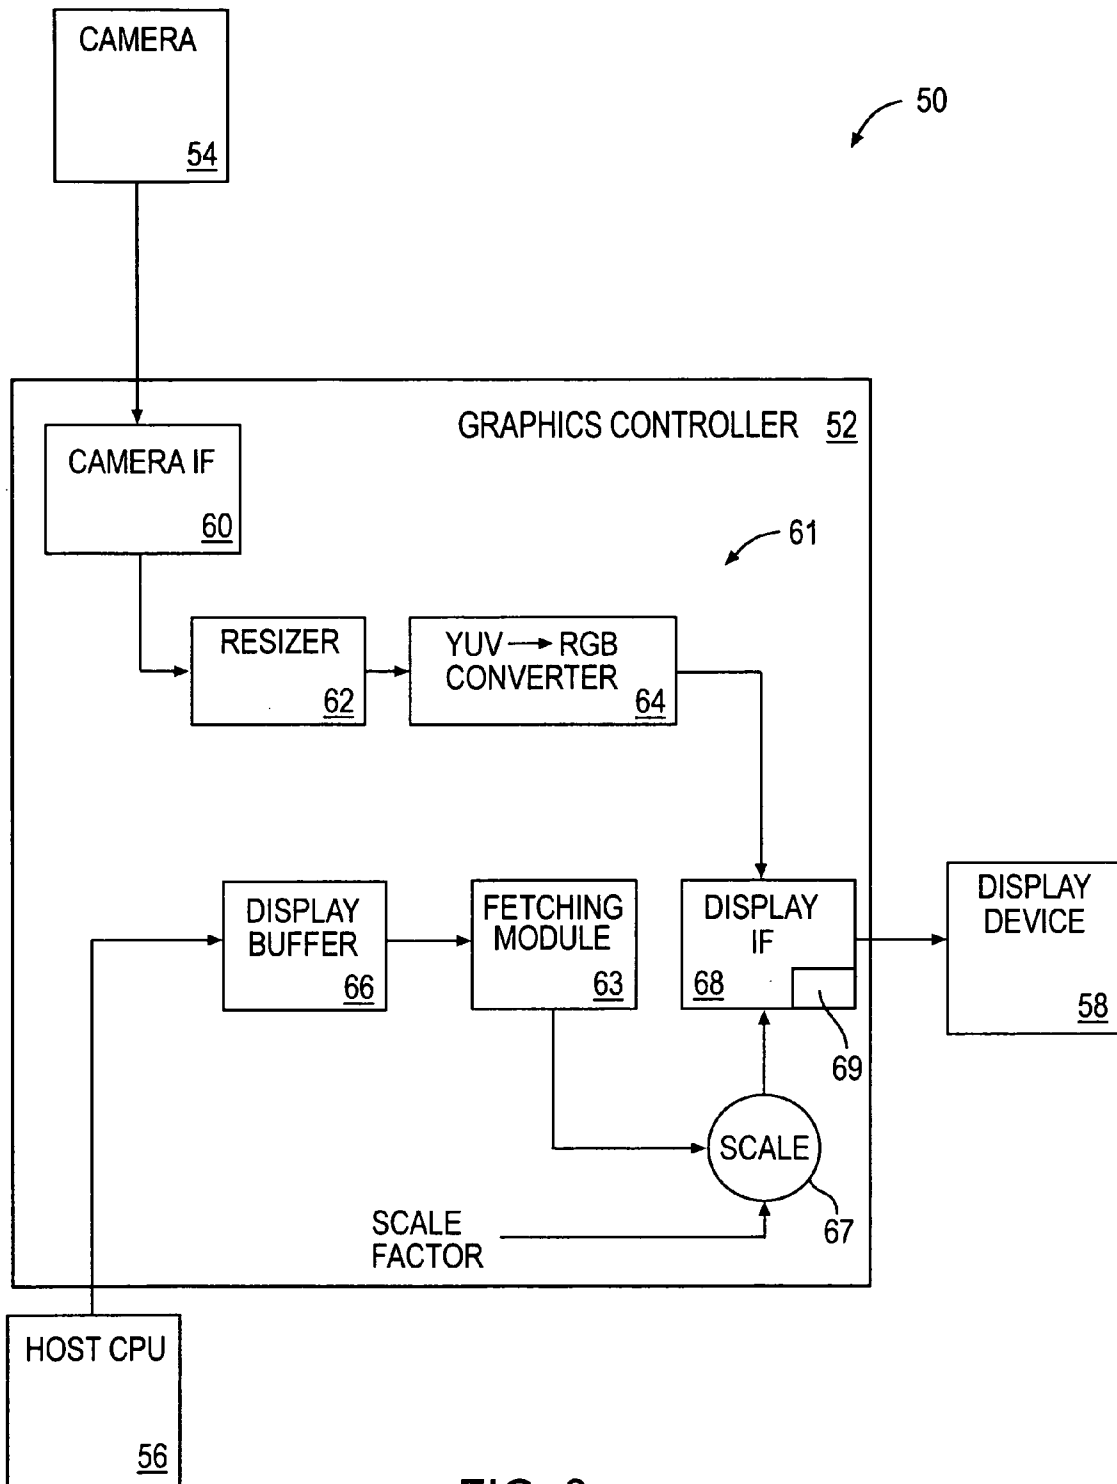 CAMERA
54
50
GRAPHICS CONTROLLER 52
CAMERA IF
60
61
RESIZER
62
YUV → RGB
CONVERTER
64
DISPLAY
BUFFER
66
FETCHING
MODULE
63
DISPLAY
IF
68
69
DISPLAY
DEVICE
58
SCALE
67
SCALE
FACTOR
HOST CPU
56